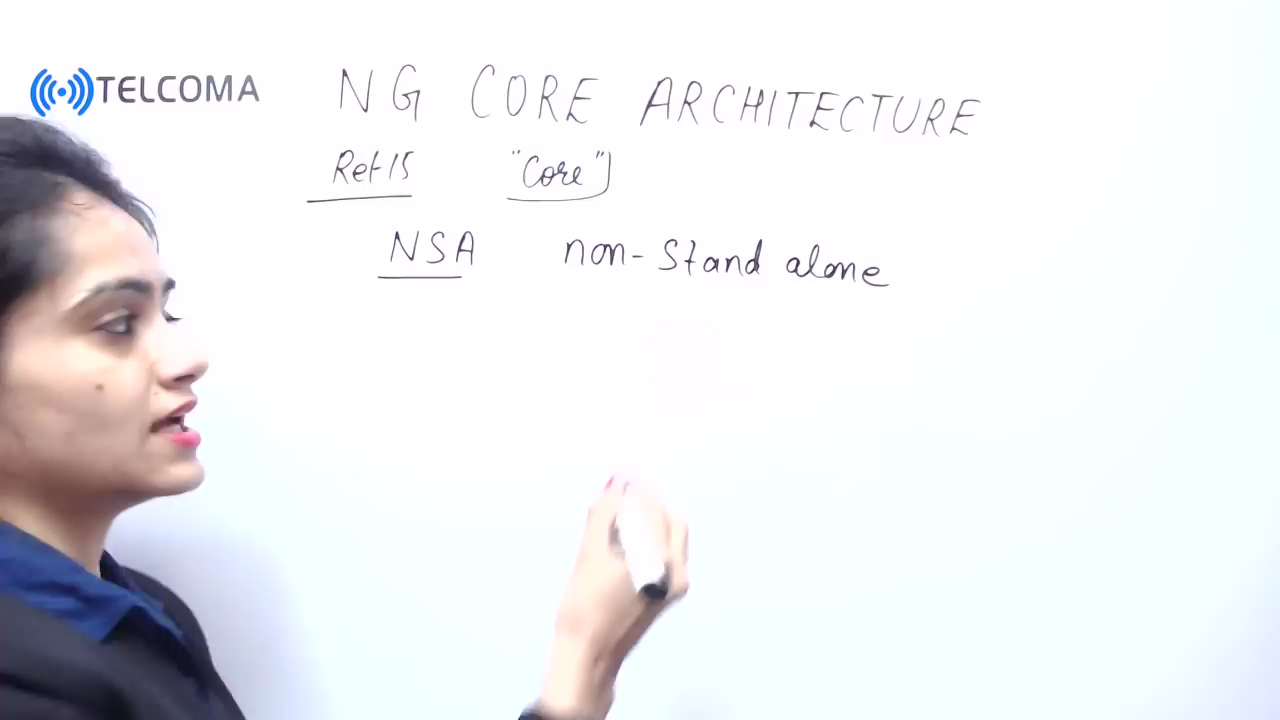 TELCOMA
NG CORE ARCHITECTURE
Rel 15 "Core"
NSA non-Stand alone